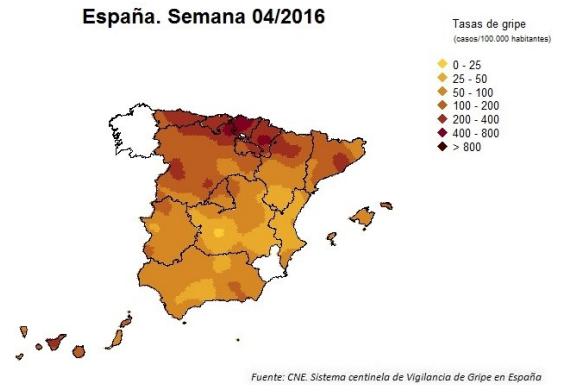 España. Semana 04/2016
Tasas de gripe
(casos/100.000 habitantes)
0 - 25
25 - 50
50 - 100
100 - 200
200 - 400
400 - 800
> 800
Fuente: CNE. Sistema centinela de Vigilancia de Gripe en España